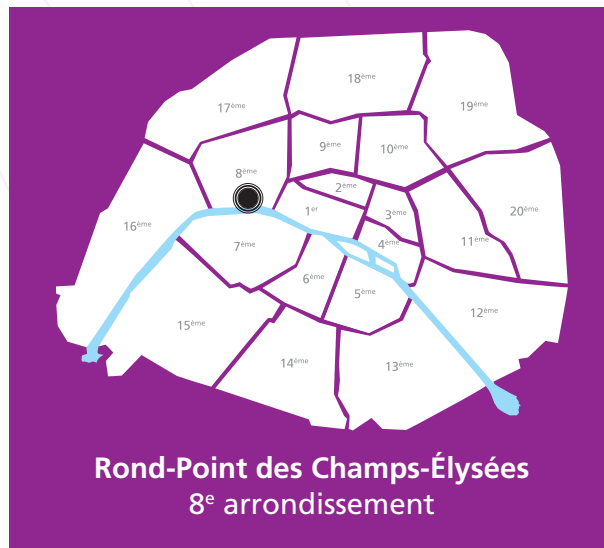 18ème
17ème
19ème
9ème
10ème
8ème
2ème
1er
3ème
20ème
16ème
11ème
7ème
4ème
6ème
5ème
12ème
15ème
14ème
13ème
Rond-Point des Champs-Élysées
8e arrondissement